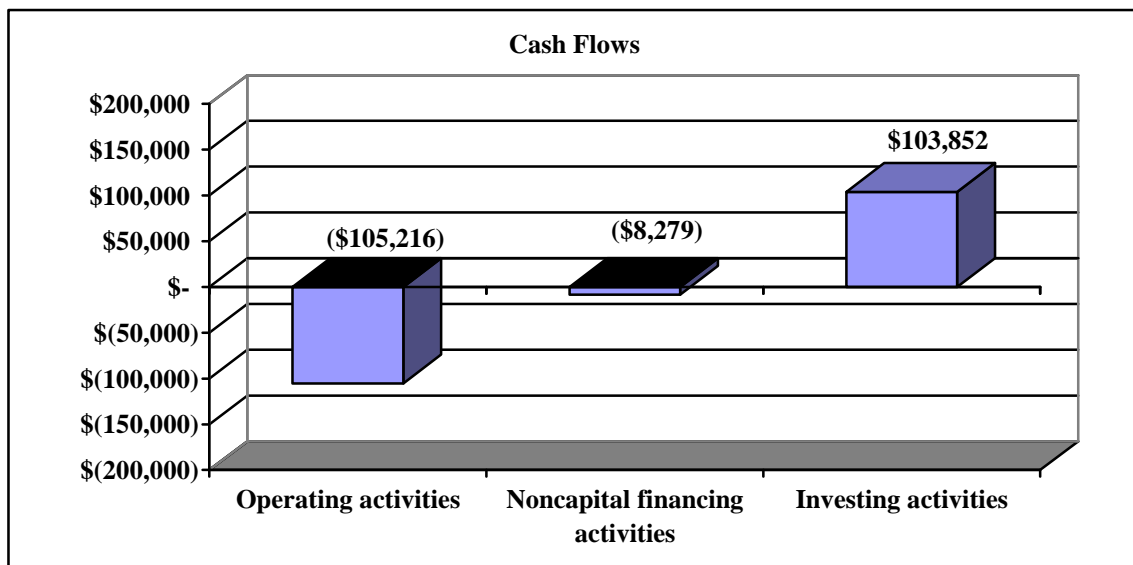 Cash Flows
$200,000
$150,000
$100,000
$50,000
$-
$(50,000)
$(100,000)
$(150,000)
$(200,000)
($105,216)
($8,279)
$103,852
Operating activities
Noncapital financing
activities
Investing activities